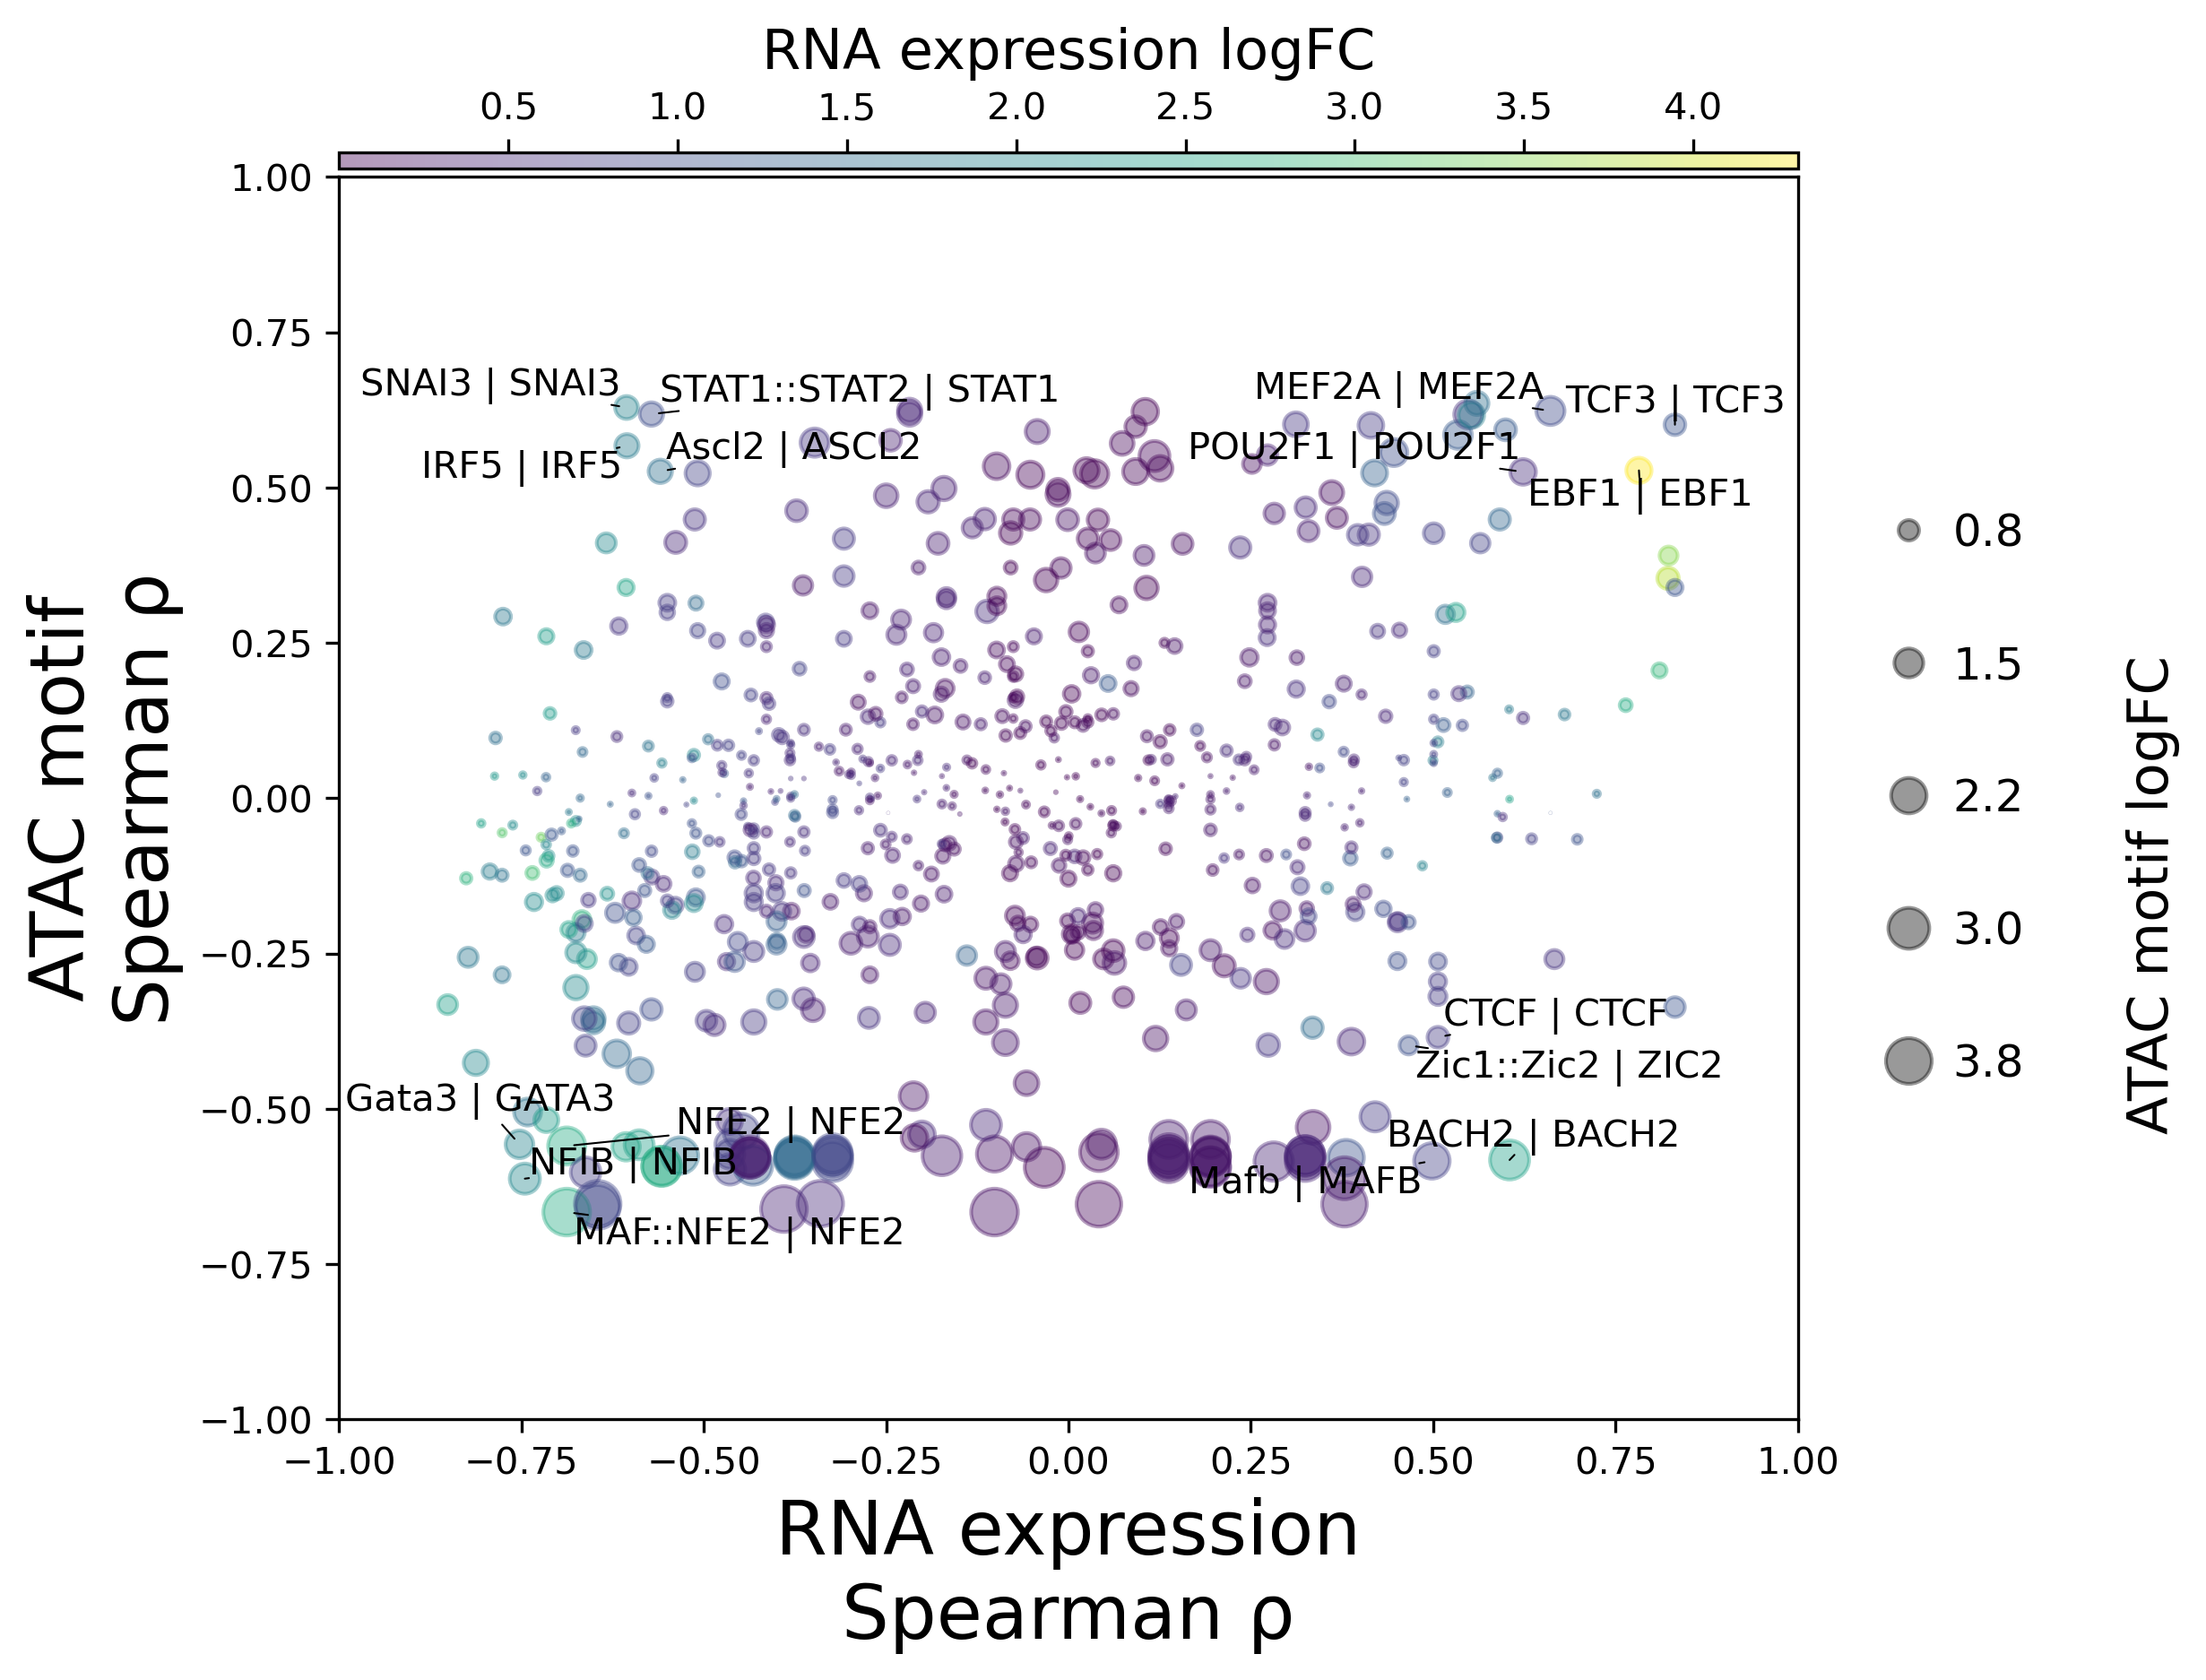 RNA expression logFC
0.5 1.0 1.5 2.0 2.5 3.0 3.5 4.0
1.00
0.75
0.50
0.25
0.00
−0.25
−0.50
−0.75
−1.00
ATAC motif
Spearman ρ
SNAI3 | SNAI3
STAT1::STAT2 | STAT1
MEF2A | MEF2A
TCF3 | TCF3
IRF5 | IRF5
Ascl2 | ASCL2
POU2F1 | POU2F1
EBF1 | EBF1
CTCF | CTCF
Zic1::Zic2 | ZIC2
Gata3 | GATA3
NFE2 | NFE2
BACH2 | BACH2
NFIB | NFIB
Mafb | MAFB
MAF::NFE2 | NFE2
−1.00 −0.75 −0.50 −0.25 0.00 0.25 0.50 0.75 1.00
RNA expression
Spearman ρ
0.8
1.5
2.2
3.0
3.8
ATAC motif logFC